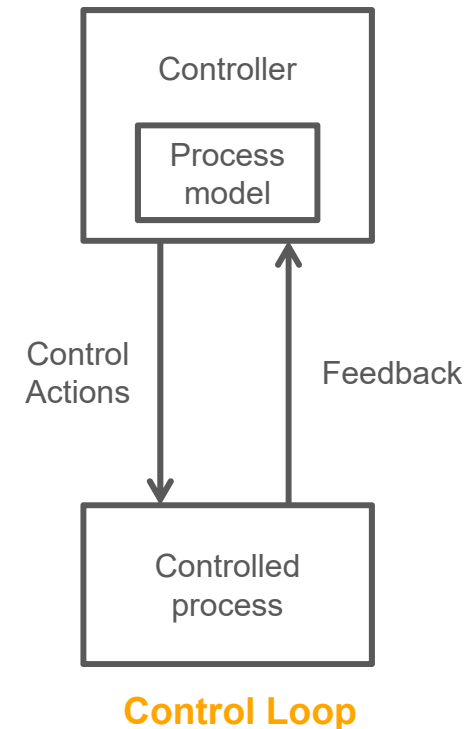 Controller
Process
model
Control
Actions
Feedback
Controlled
process
Control Loop